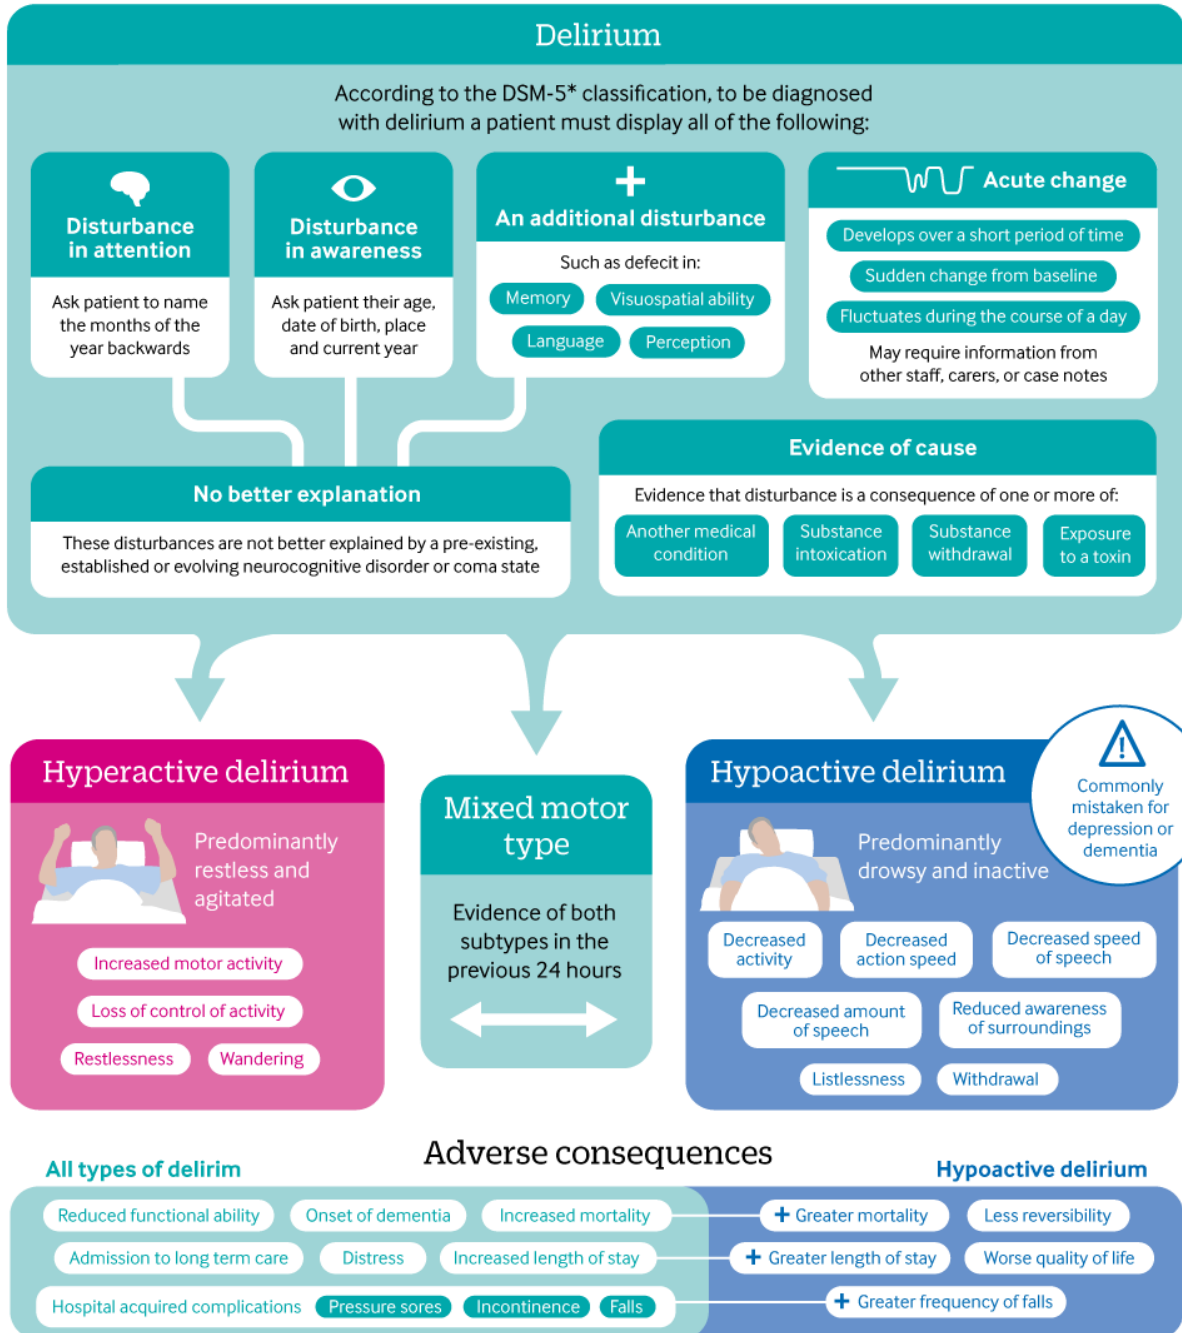 Delirium
According to the DSM-5* classification, to be diagnosed
with delirium a patient must display all of the following:
Disturbance
in attention
Ask patient to name
the months of the
year backwards
Disturbance
in awareness
Ask patient their age,
date of birth, place
and current year
+
An additional disturbance
Such as defecit in:
Memory
Visuospatial ability
Language
Perception
Acute change
Develops over a short period of time
Sudden change from baseline
Fluctuates during the course of a day
May require information from
other staff, carers, or case notes
No better explanation
These disturbances are not better explained by a pre-existing,
established or evolving neurocognitive disorder or coma state
Evidence of cause
Evidence that disturbance is a consequence of one or more of:
Another medical
condition
Substance
intoxication
Substance
withdrawal
Exposure
to a toxin
Hyperactive delirium
Predominantly
restless and
agitated
Increased motor activity
Loss of control of activity
Restlessness
Wandering
Mixed motor
type
Evidence of both
subtypes in the
previous 24 hours
Hypoactive delirium
!
Commonly
mistaken for
depression or
dementia
Predominantly
drowsy and inactive
Decreased
activity
Decreased
action speed
Decreased speed
of speech
Decreased amount
of speech
Reduced awareness
of surroundings
Listlessness
Withdrawal
Adverse consequences
All types of delirim
Hypoactive delirium
Reduced functional ability
Onset of dementia
Increased mortality
+ Greater mortality
Less reversibility
Admission to long term care
Distress
Increased length of stay
+ Greater length of stay
Worse quality of life
Hospital acquired complications
Pressure sores
Incontinence
Falls
+ Greater frequency of falls